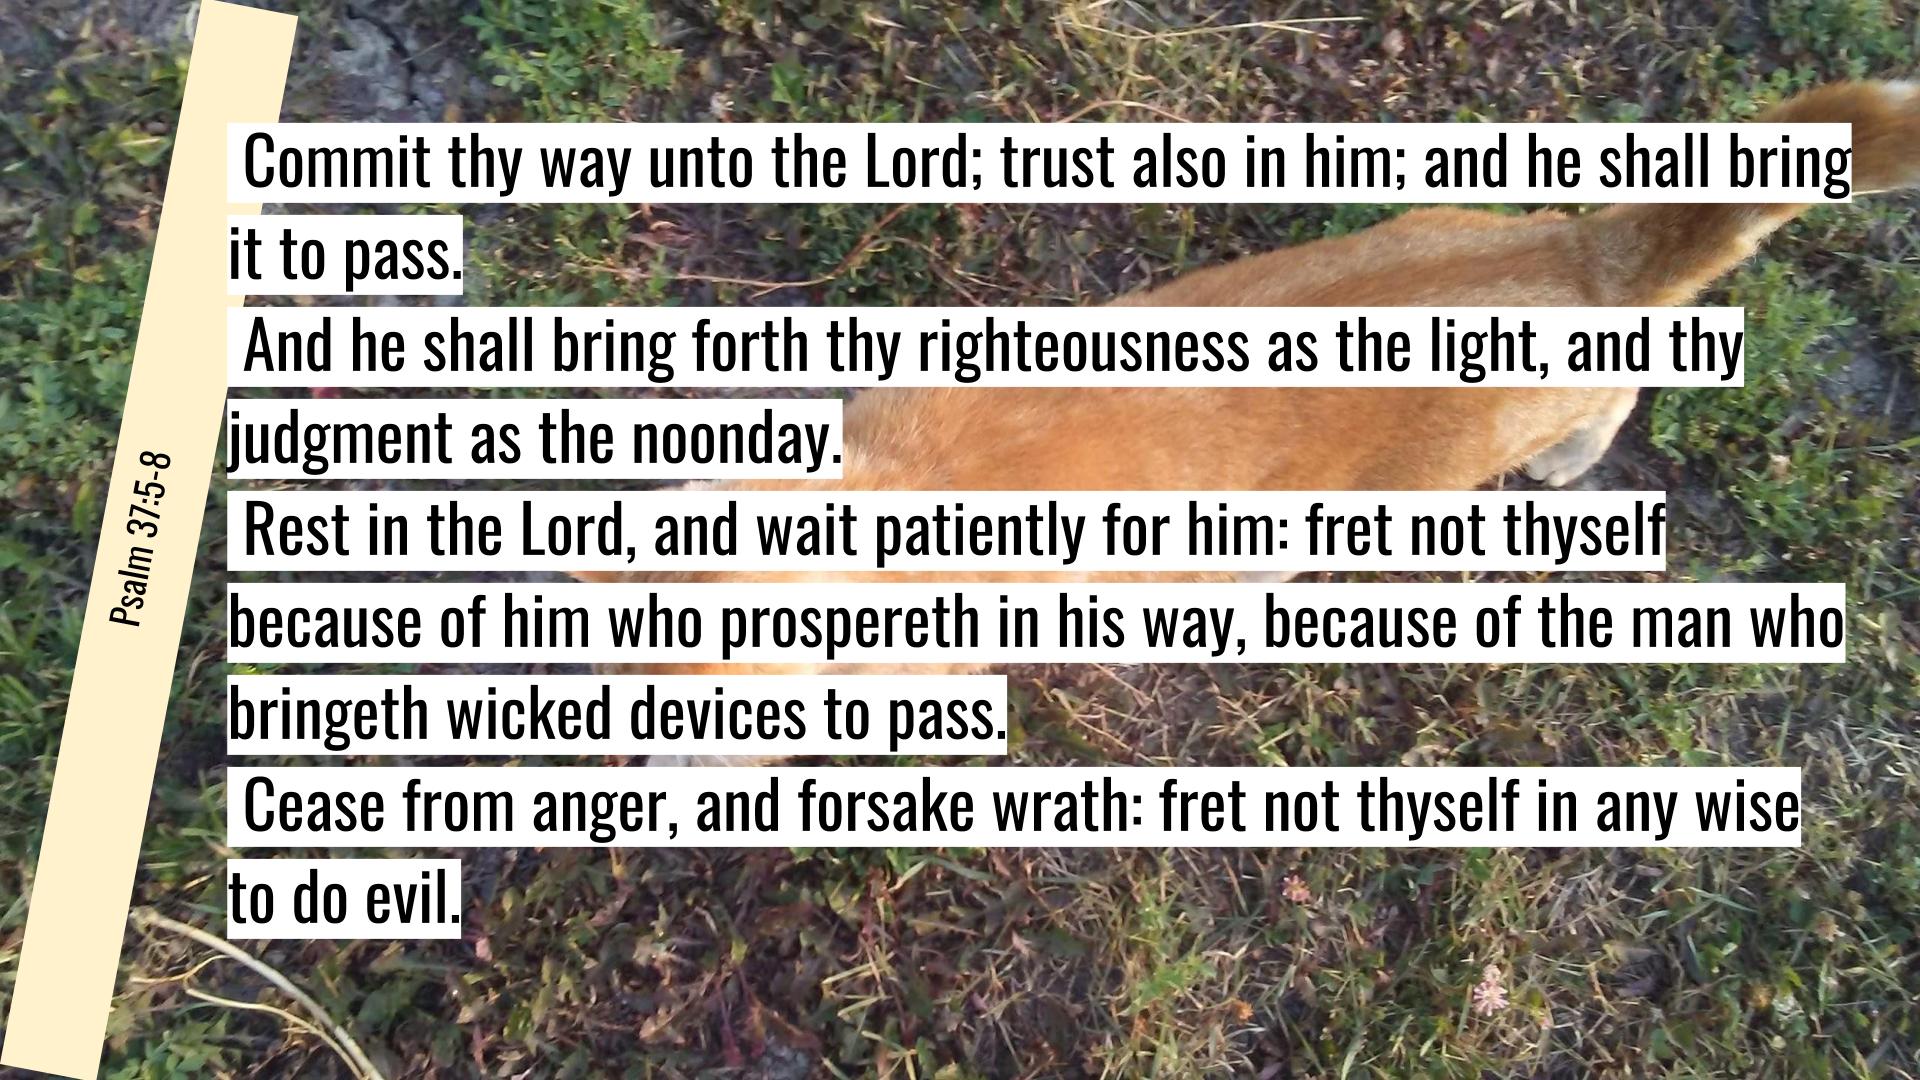 Psalm 37:5-8
Commit thy way unto the Lord; trust also in him; and he shall bring
it to pass.
And he shall bring forth thy righteousness as the light, and thy
judgment as the noonday.
Rest in the Lord, and wait patiently for him: fret not thyself
because of him who prospereth in his way, because of the man who
bringeth wicked devices to pass.
Cease from anger, and forsake wrath: fret not thyself in any wise
to do evil.